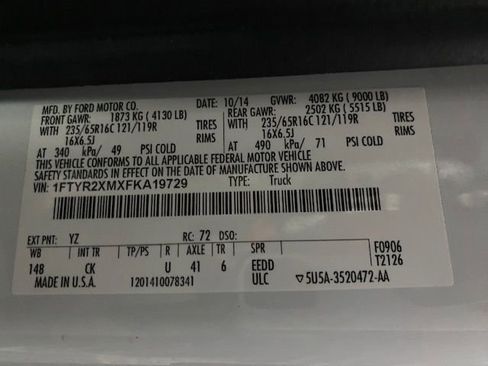 MFD. BY FORD MOTOR CO. DATE: 10/14 GVWR: 4082 KG ( 9000 LB)
FRONT GAWR: 1873 KG ( 4130 LB) REAR GAWR: 2502 KG ( 5515 LB)
WITH 235/65R16C 121/119R TIRES WITH 235/65R16C 121/119R TIRES
16X6.5J RIMS 16X6.5J RIMS
AT 340 kPa/ 49 PSI COLD AT 490 kPa/ 71 PSI COLD
THIS VEHICLE CONFORMS TO ALL APPLICABLE FEDERAL MOTOR VEHICLE
SAFETY STANDARDS IN EFFECT ON THE DATE OF MANUFACTURE SHOWN ABOVE.
VIN: 1FTYR2XMXFKA19729 TYPE: Truck
EXT PNT: YZ RC: 72 DSO:
WB INT TR TP/PS R AXLE TR SPR F0906
148 CK U 41 6 EEDD T2126
MADE IN U.S.A. 1201410078341 ULC ▽5U5A-3520472-AA